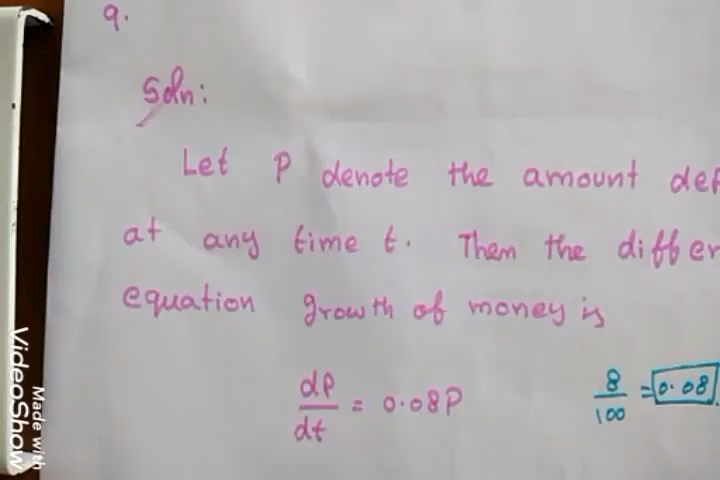 9.
Soln:
Let P denote the amount
at any time t. Then the
equation growth of money is
dP/dt = 0.08P
8/100 = 0.08
Made with
VideoShow